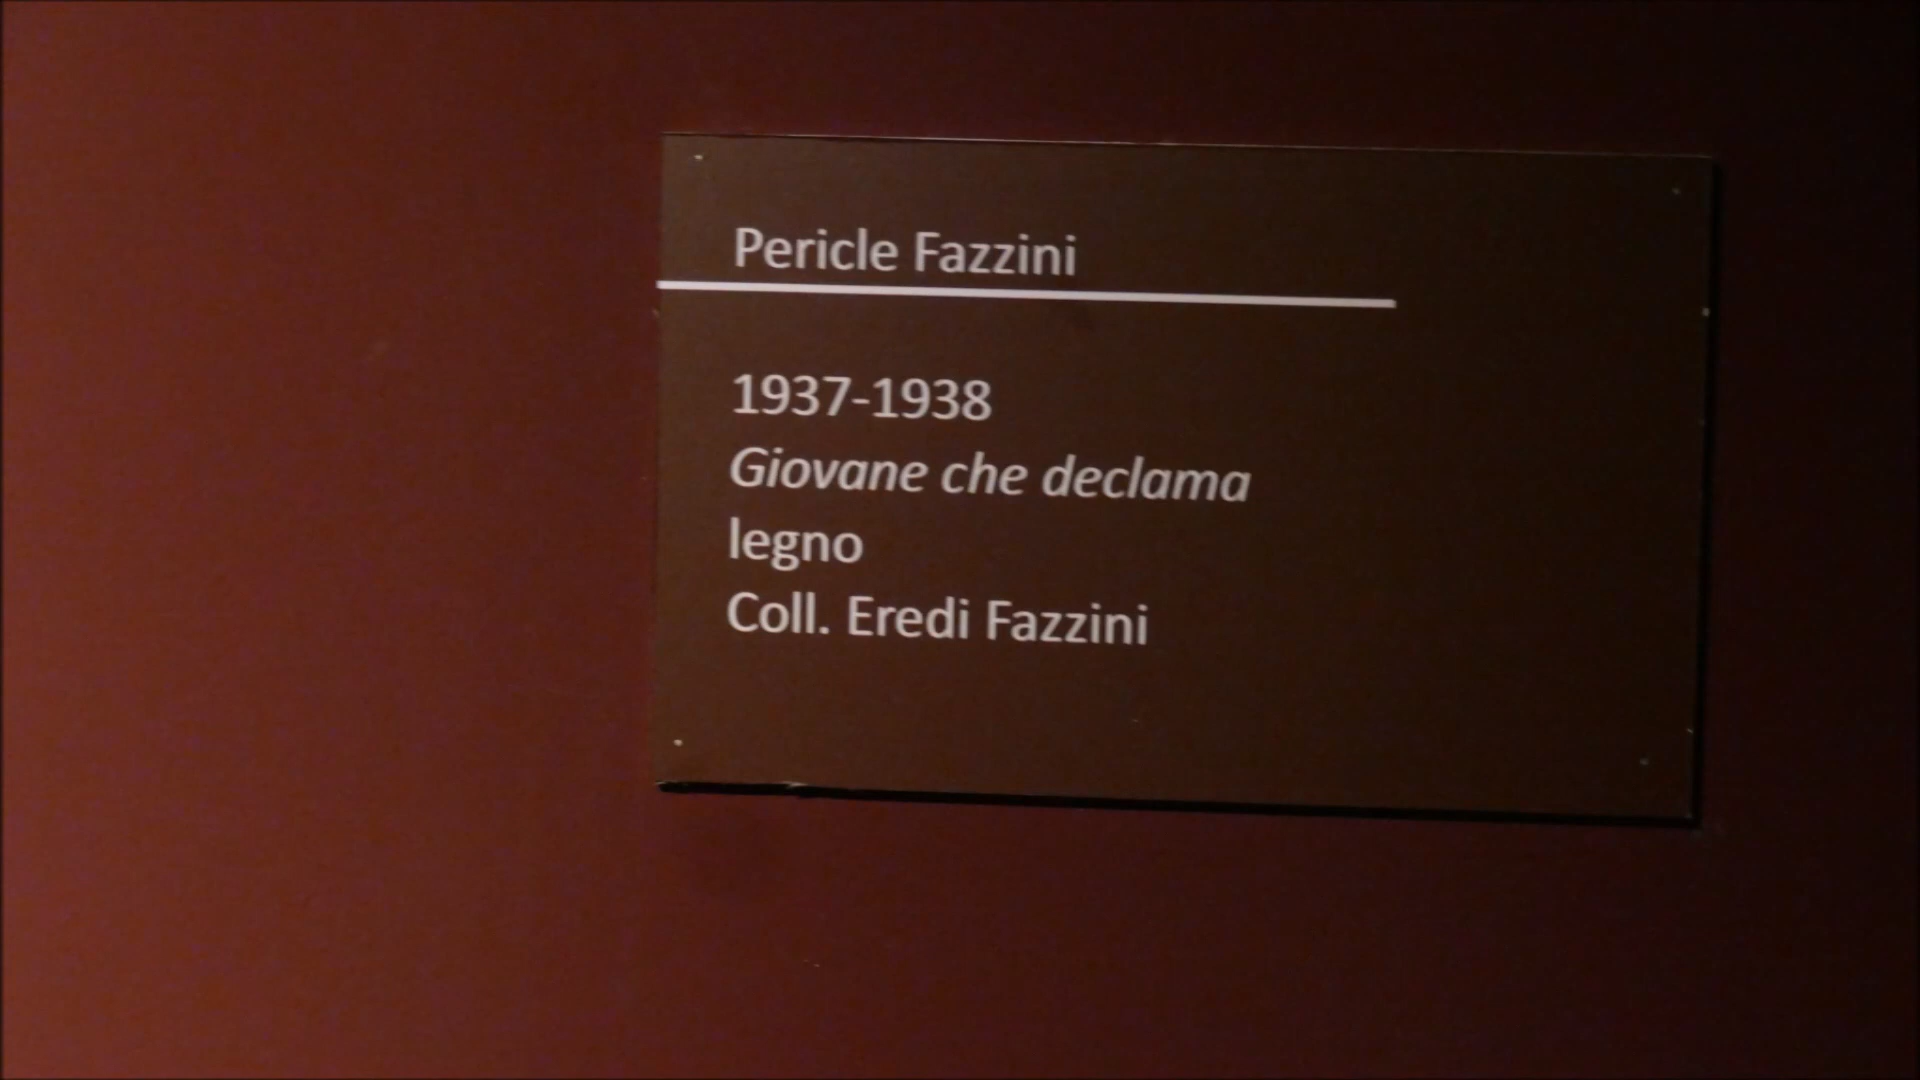 Pericle Fazzini
1937-1938
Giovane che declama
legno
Coll. Eredi Fazzini